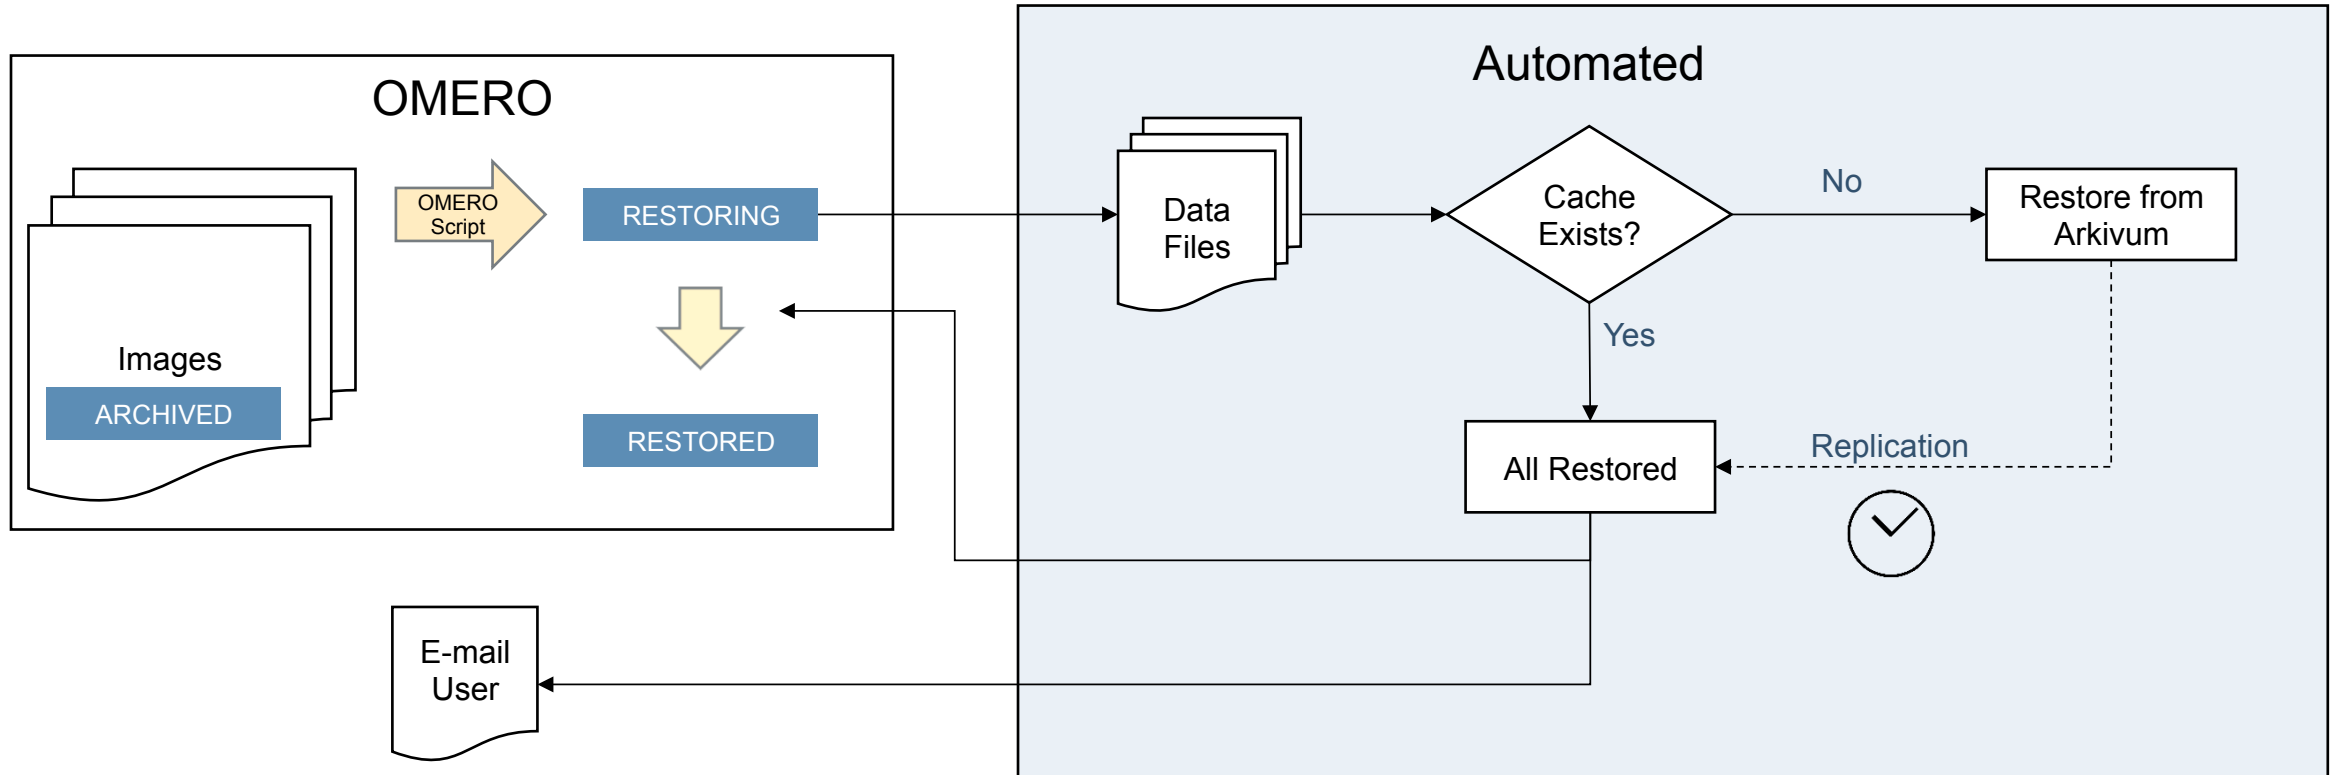 OMERO
Images
ARCHIVED
OMERO
Script
RESTORING
RESTORED
Automated
Data
Files
Cache
Exists?
No
Restore from
Arkivum
Yes
All Restored
Replication
E-mail
User